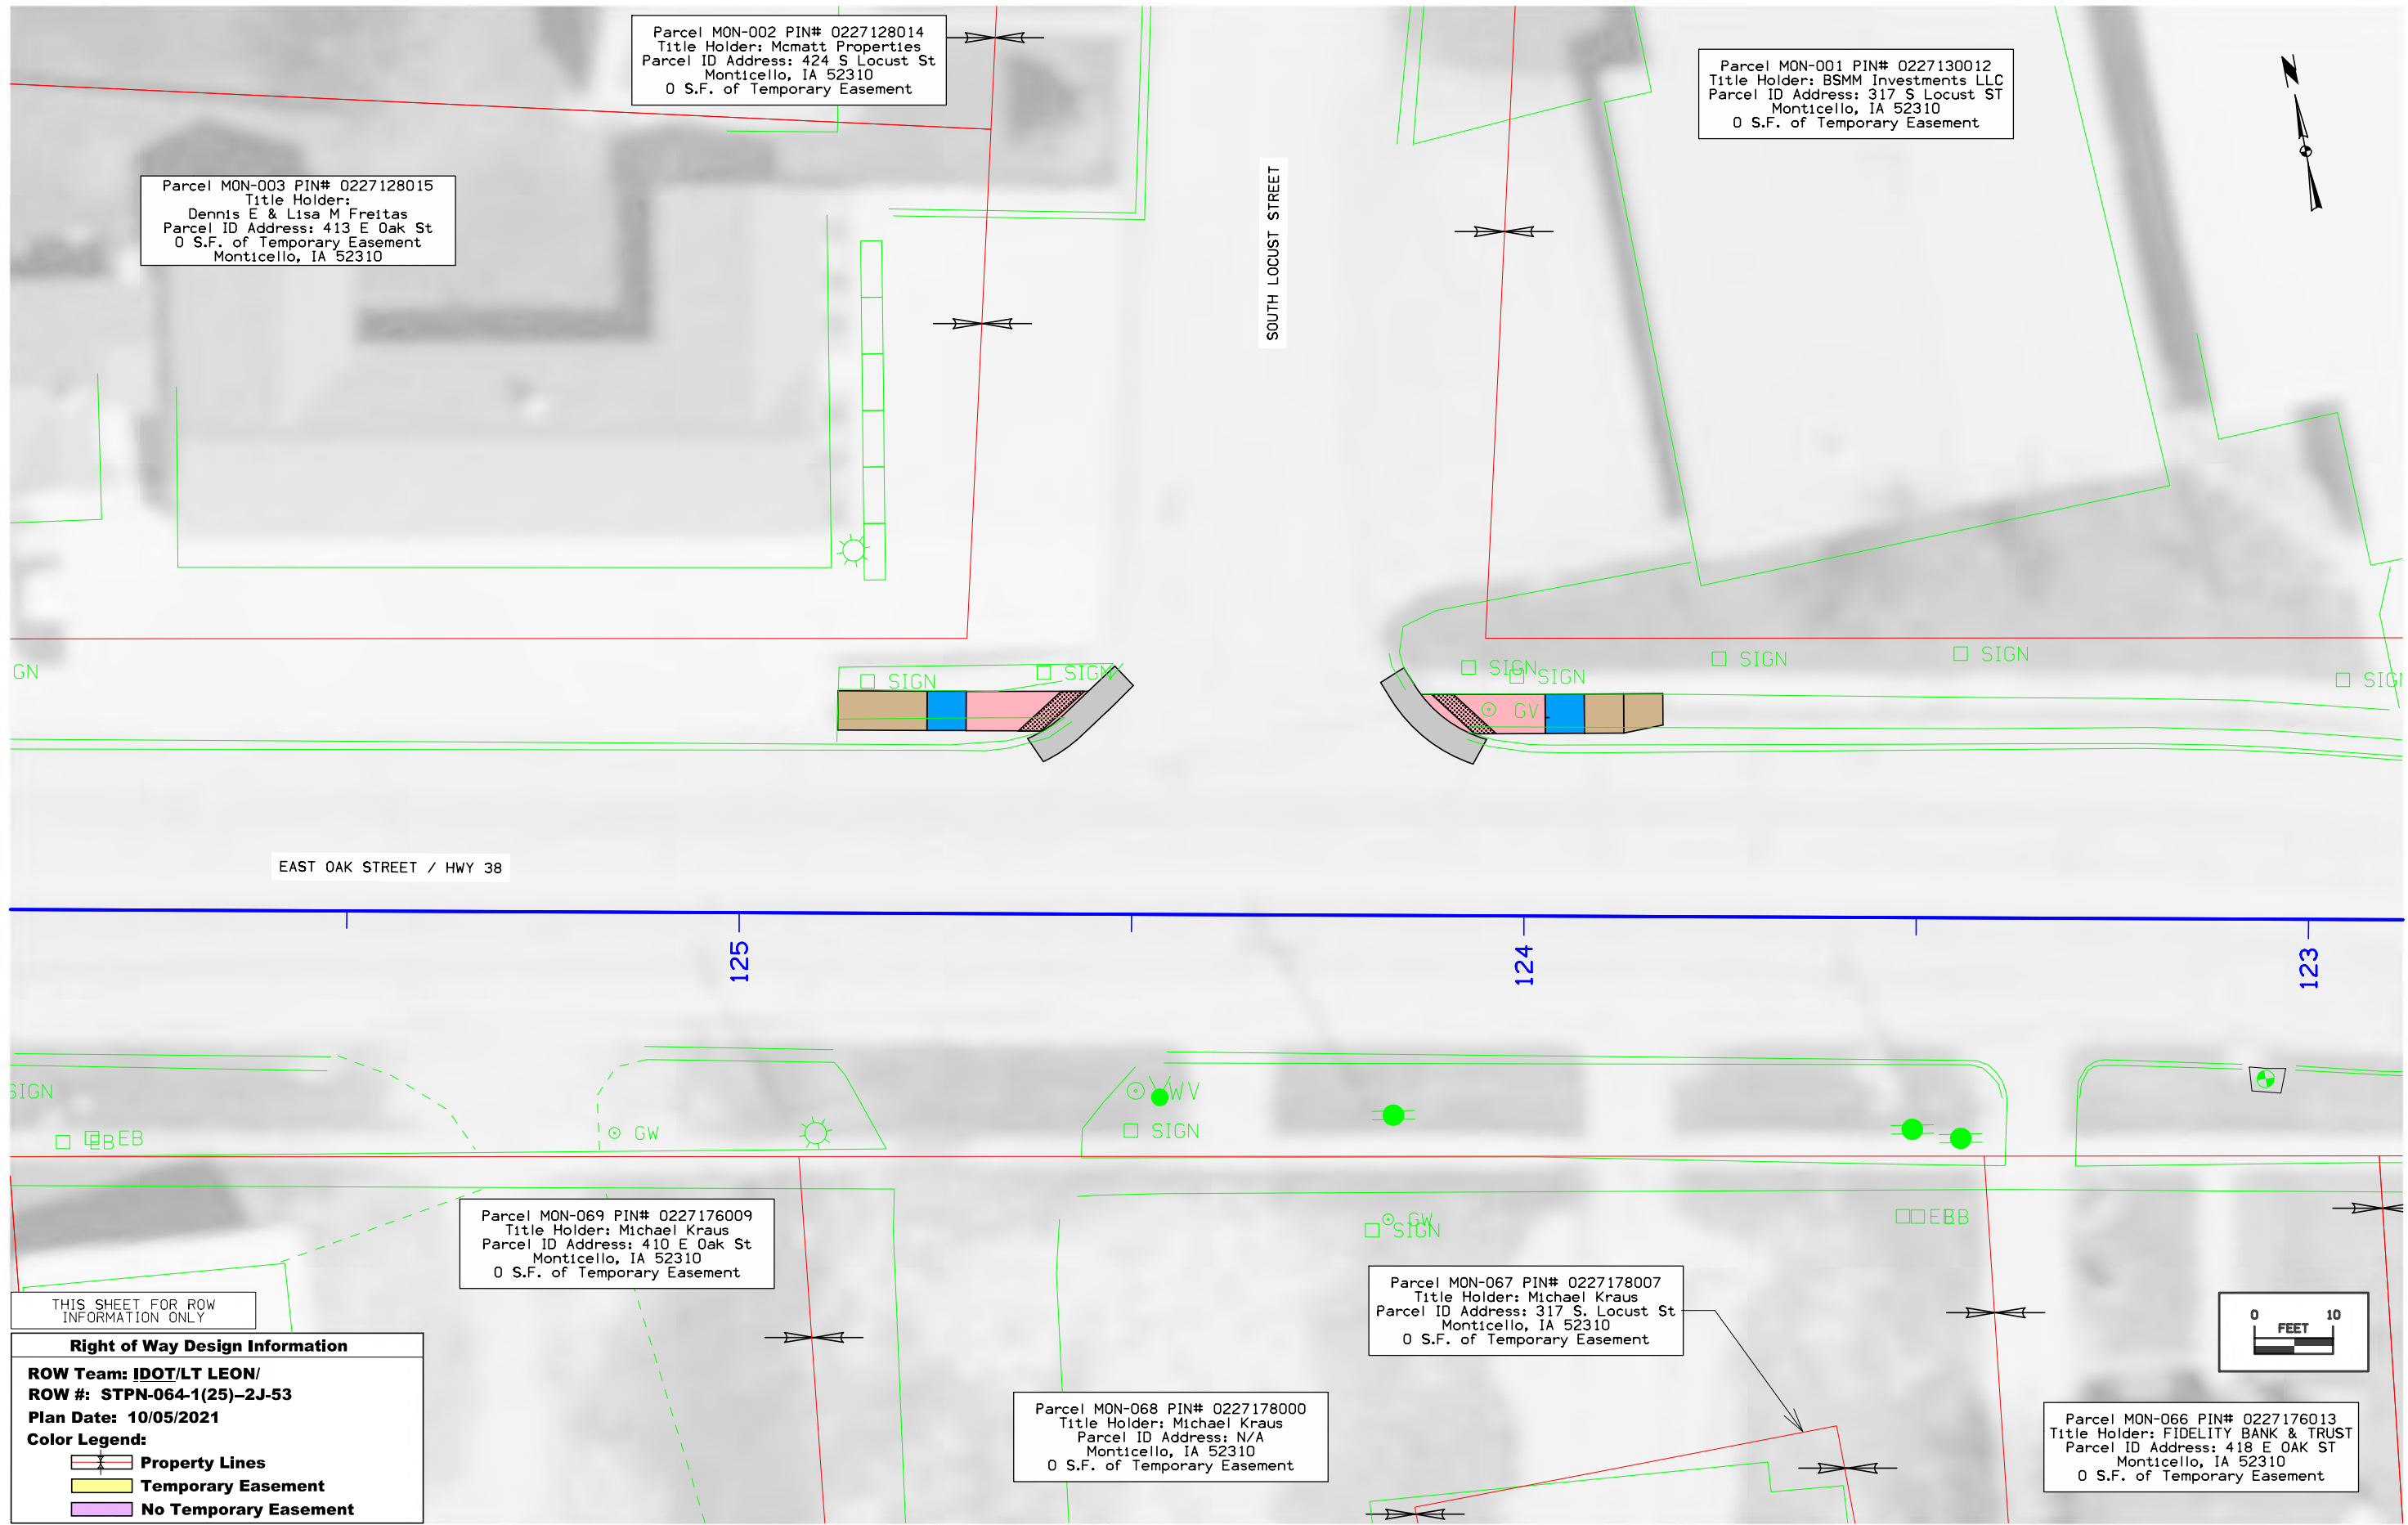 Parcel MON-002 PIN# 0227128014
Title Holder: Mcmatt Properties
Parcel ID Address: 424 S Locust St
Monticello, IA 52310
0 S.F. of Temporary Easement
Parcel MON-001 PIN# 0227130012
Title Holder: BSMM Investments LLC
Parcel ID Address: 317 S Locust ST
Monticello, IA 52310
0 S.F. of Temporary Easement
Parcel MON-003 PIN# 0227128015
Title Holder:
Dennis E & Lisa M Freitas
Parcel ID Address: 413 E Oak St
0 S.F. of Temporary Easement
Monticello, IA 52310
SOUTH LOCUST STREET
GN
SIGN
SIGN
SIGN
SIGN
SIGN
SIGN
SIG
GV
EAST OAK STREET / HWY 38
125
124
123
SIGN
EB
EB
GW
WV
SIGN
GW
SIGN
EB
EB
Parcel MON-069 PIN# 0227176009
Title Holder: Michael Kraus
Parcel ID Address: 410 E Oak St
Monticello, IA 52310
0 S.F. of Temporary Easement
Parcel MON-067 PIN# 0227178007
Title Holder: Michael Kraus
Parcel ID Address: 317 S. Locust St
Monticello, IA 52310
0 S.F. of Temporary Easement
Parcel MON-068 PIN# 0227178000
Title Holder: Michael Kraus
Parcel ID Address: N/A
Monticello, IA 52310
0 S.F. of Temporary Easement
0 10
FEET
Parcel MON-066 PIN# 0227176013
Title Holder: FIDELITY BANK & TRUST
Parcel ID Address: 418 E OAK ST
Monticello, IA 52310
0 S.F. of Temporary Easement
THIS SHEET FOR ROW
INFORMATION ONLY
Right of Way Design Information
ROW Team: IDOT/LT LEON/
ROW #: STPN-064-1(25)--2J-53
Plan Date: 10/05/2021
Color Legend:
Property Lines
Temporary Easement
No Temporary Easement